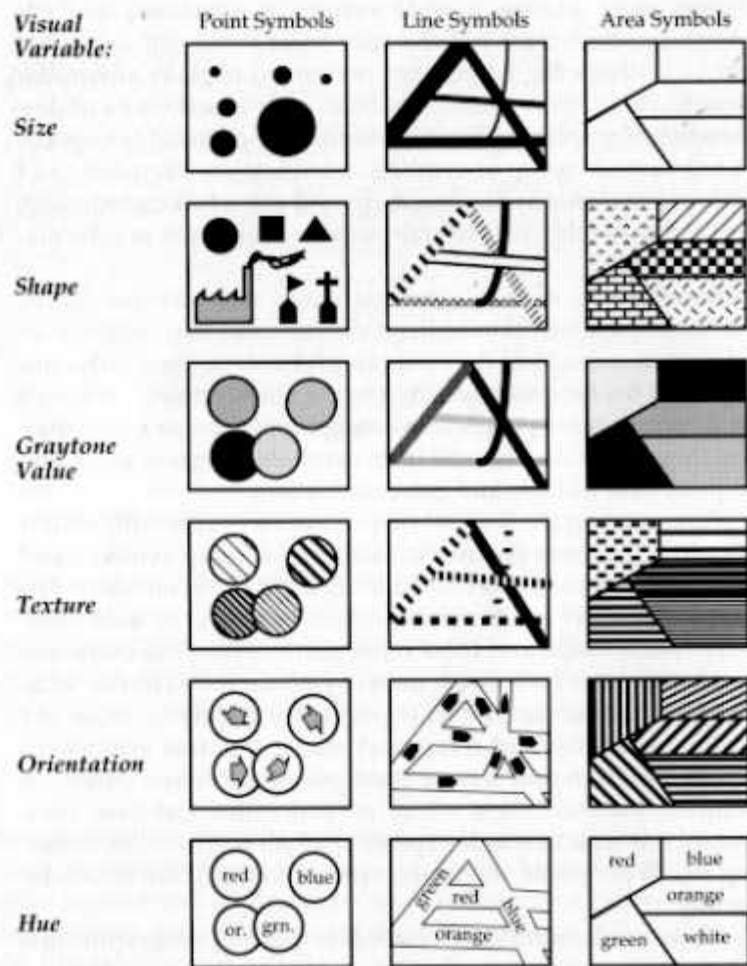 Visual
Variable:
Point Symbols
Line Symbols
Area Symbols
Size
Shape
Graytone
Value
Texture
Orientation
Hue
red
blue
or.
grn.
green
red
orange
blue
red
blue
orange
green
white